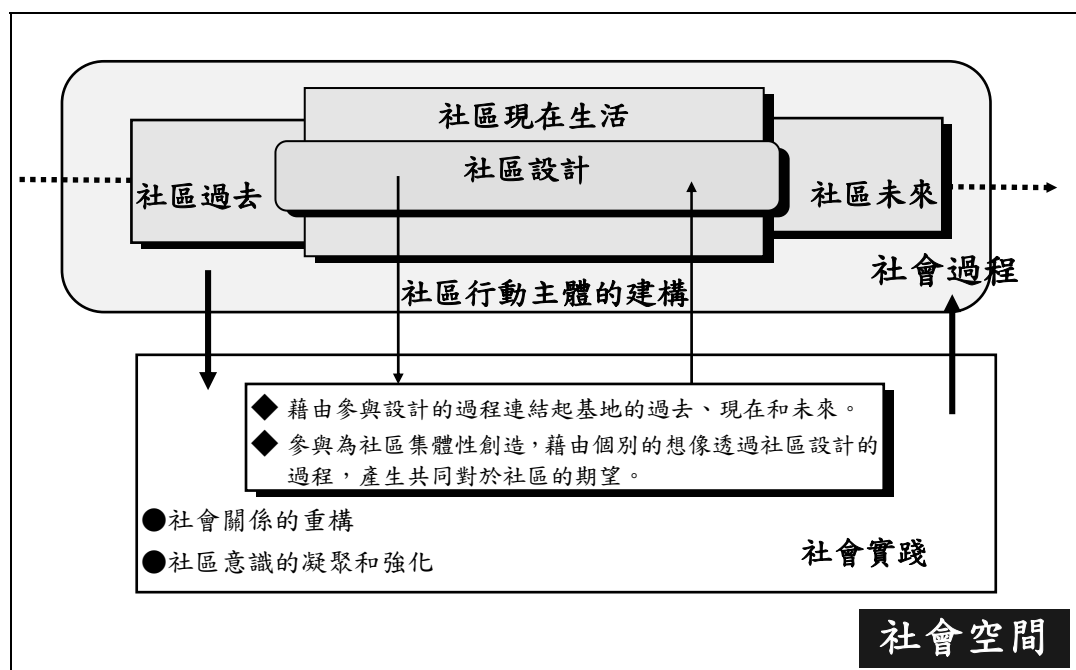 社區現在生活
社區設計
社區過去
社區未來
社會過程
社區行動主體的建構
◆ 藉由參與設計的過程連結起基地的過去、現在和未來。
◆ 參與為社區集體性創造，藉由個別的想像透過社區設計的
過程，產生共同對於社區的期望。
●社會關係的重構
●社區意識的凝聚和強化
社會實踐
社會空間